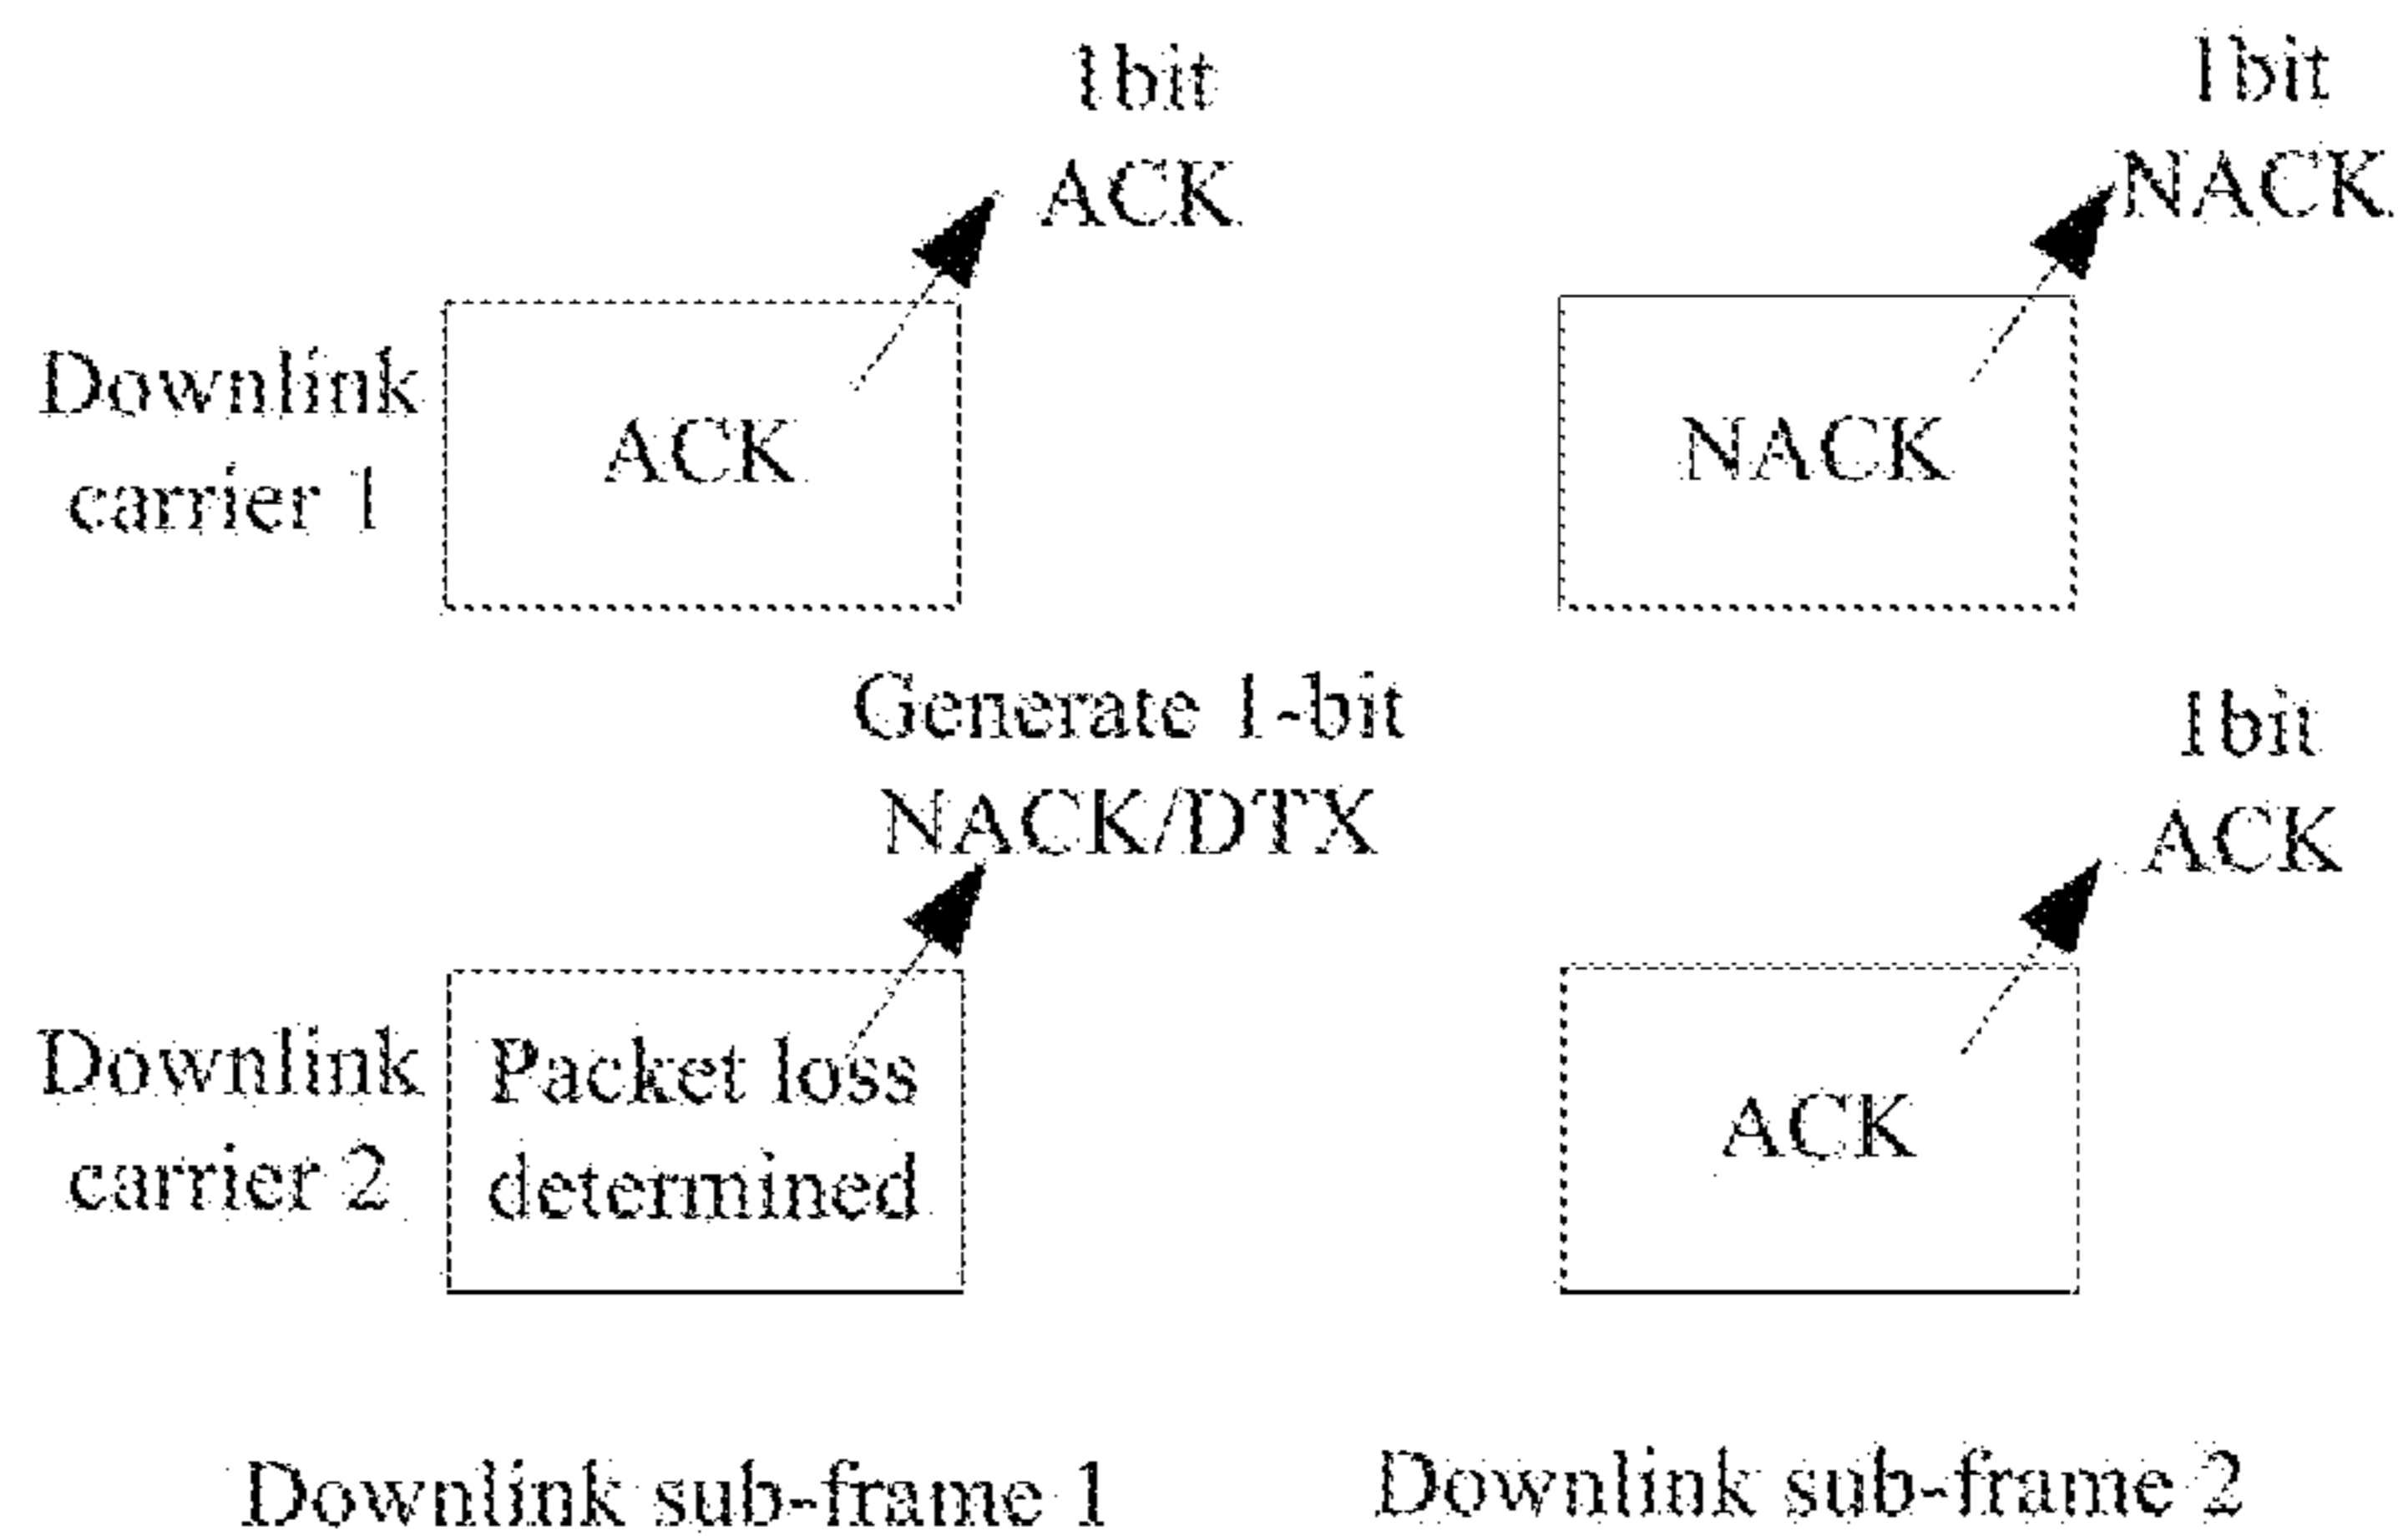 1bit
ACK
1bit
NACK
Downlink
carrier 1
ACK
NACK
Generate 1-bit
NACK/DTX
1bit
ACK
Downlink
carrier 2
Packet loss
determined
ACK
Downlink sub-frame 1
Downlink sub-frame 2